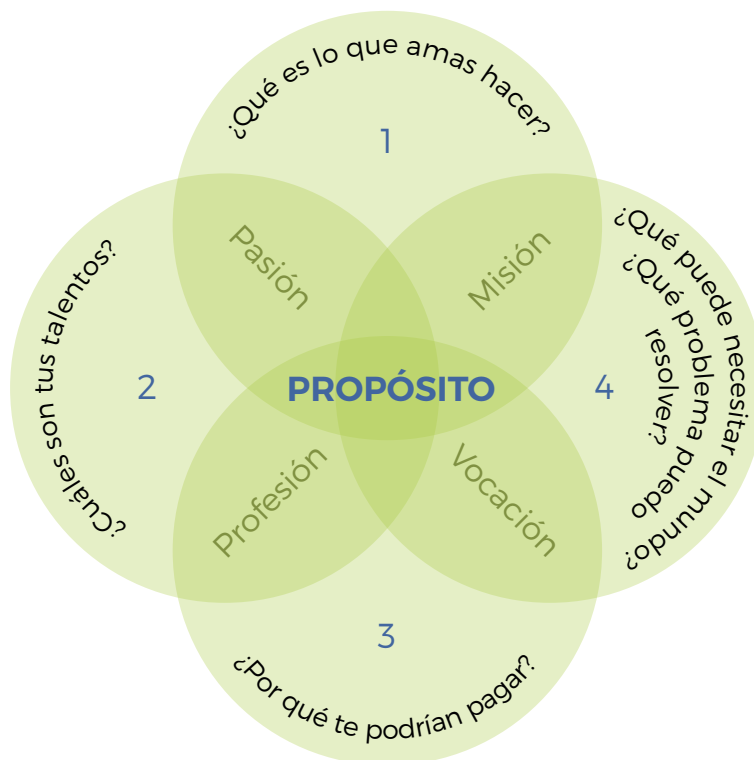 ¿Qué es lo que amas hacer?
1
Pasión
Misión
¿Cuáles son tus talentos?
2
PROPÓSITO
4
¿Qué puede necesitar el mundo?
¿Qué problema puedo
resolver?
Profesión
Vocación
3
¿Por qué te podrían pagar?